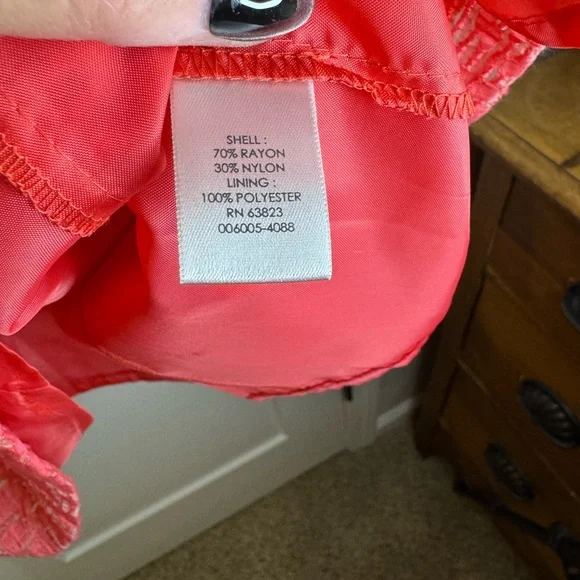 SHELL :
70% RAYON
30% NYLON
LINING :
100% POLYESTER
RN 63823
006005-4088